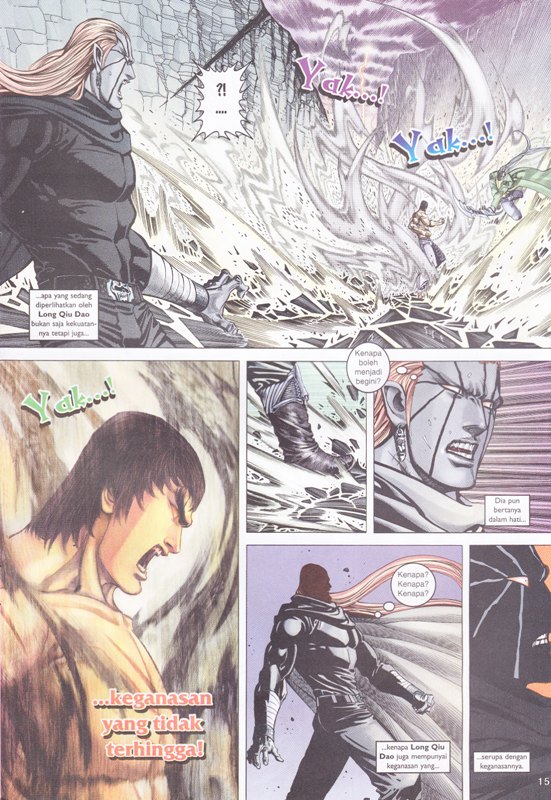 ?!
....
Yak...!
Yak...!
...apa yang sedang
diperlihatkan oleh
Long Qiu Dao
bukan saja kekuatan-
nya tetapi juga...
Yak...!
...keganasan
yang tidak
terhingga!
Kenapa
boleh
menjadi
begini?
Dia pun
bertanya
dalam hati...
Kenapa?
Kenapa?
Kenapa?
...kenapa Long Qiu
Dao juga mempunyai
keganasan yang...
...serupa dengan
keganasannya.
15